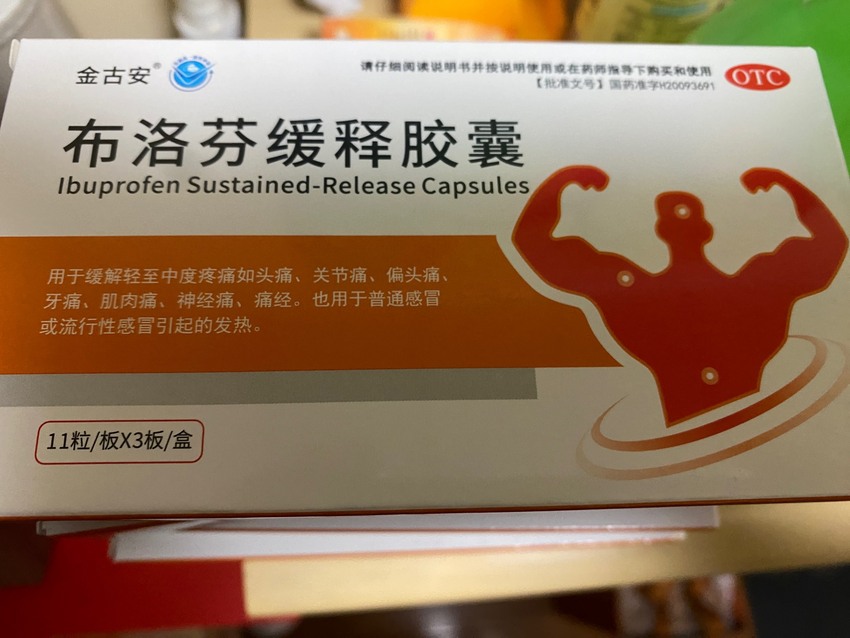 金古安®
请仔细阅读说明书并按说明使用或在药师指导下购买和使用
【批准文号】国药准字H20093691
OTC
布洛芬缓释胶囊
Ibuprofen Sustained-Release Capsules
用于缓解轻至中度疼痛如头痛、关节痛、偏头痛、
牙痛、肌肉痛、神经痛、痛经。也用于普通感冒
或流行性感冒引起的发热。
11粒/板X3板/盒